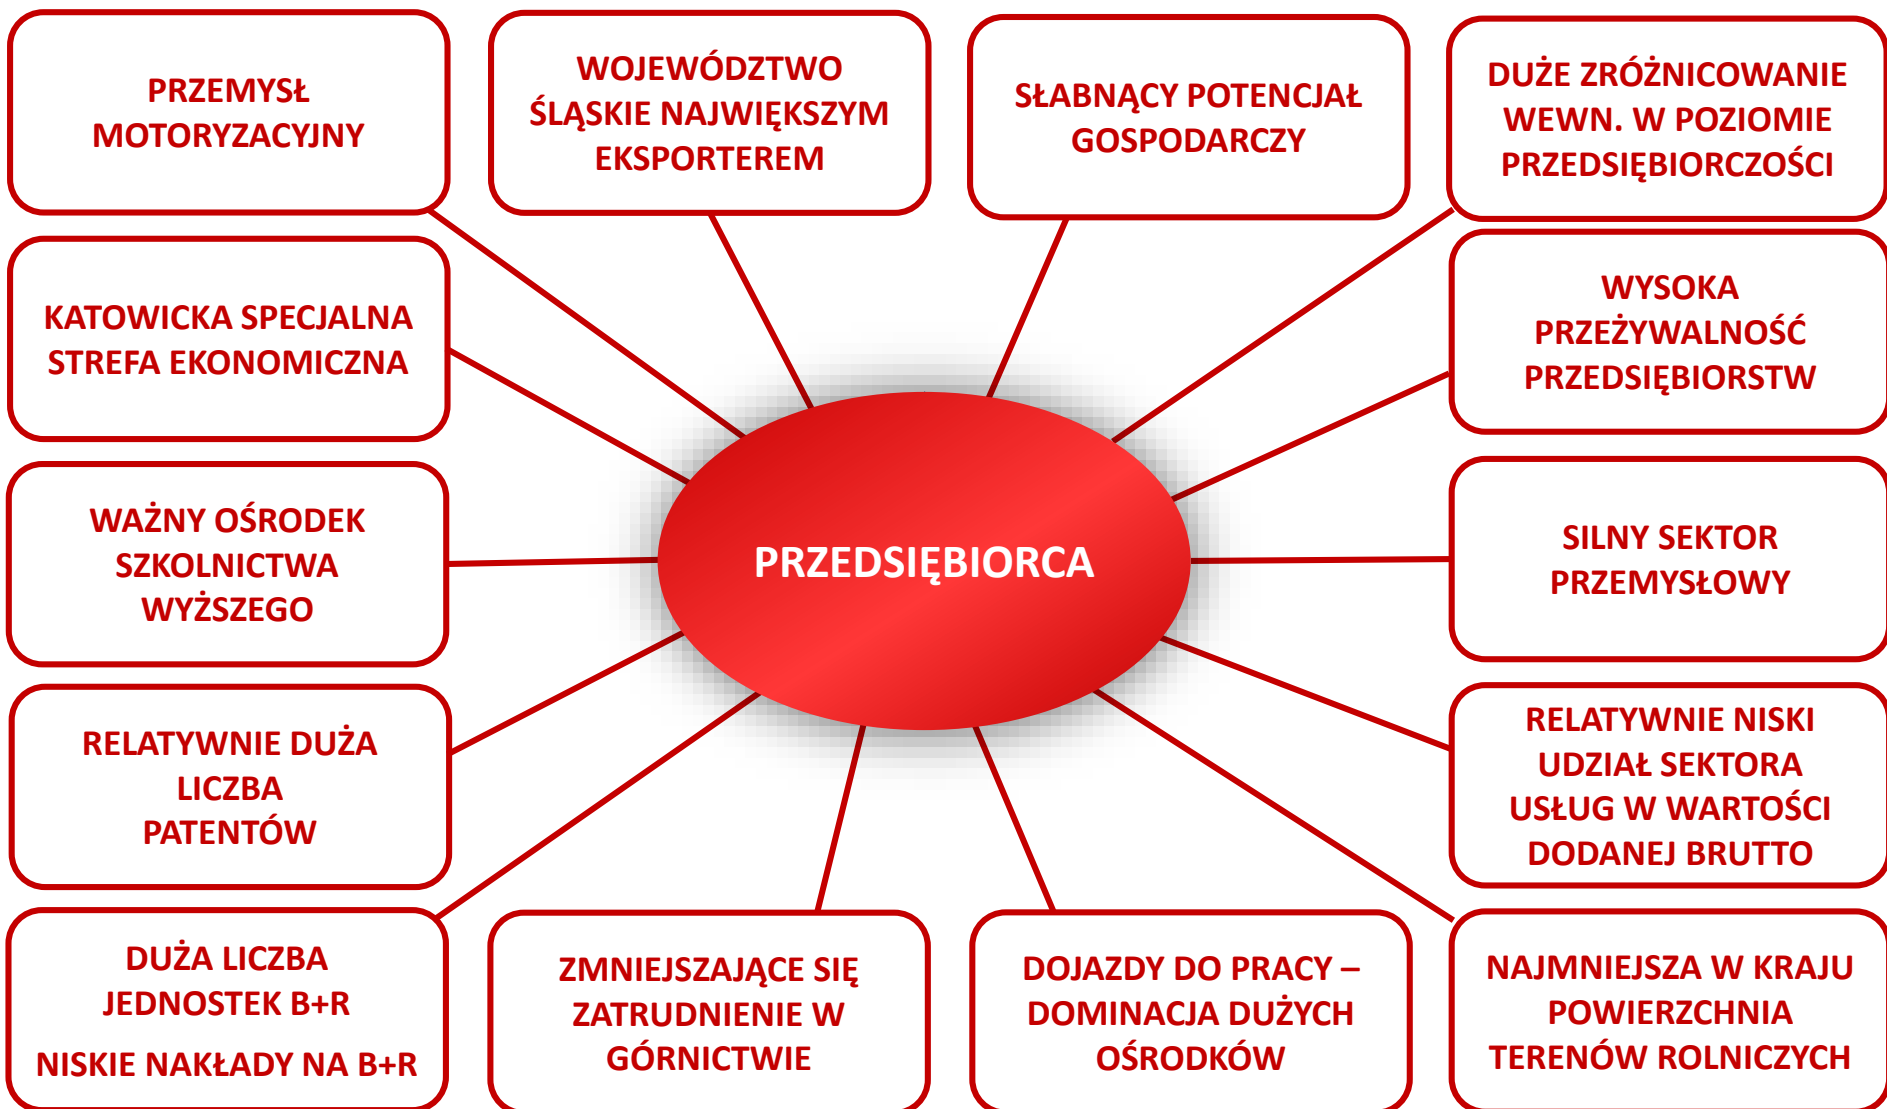 PRZEMYSŁ
MOTORYZACYJNY
WOJEWÓDZTWO
ŚLĄSKIE NAJWIĘKSZYM
EKSPORTEREM
SŁABNĄCY POTENCJAŁ
GOSPODARCZY
DUŻE ZRÓŻNICOWANIE
WEWN. W POZIOMIE
PRZEDSIĘBIORCZOŚCI
KATOWICKA SPECJALNA
STREFA EKONOMICZNA
WYSOKA
PRZEŻYWALNOŚĆ
PRZEDSIĘBIORSTW
WAŻNY OŚRODEK
SZKOLNICTWA
WYŻSZEGO
PRZEDSIĘBIORCA
SILNY SEKTOR
PRZEMYSŁOWY
RELATYWNIE DUŻA
LICZBA
PATENTÓW
RELATYWNIE NISKI
UDZIAŁ SEKTORA
USŁUG W WARTOŚCI
DODANEJ BRUTTO
DUŻA LICZBA
JEDNOSTEK B+R
NISKIE NAKŁADY NA B+R
ZMNIEJSZAJĄCE SIĘ
ZATRUDNIENIE W
GÓRNICTWIE
DOJAZDY DO PRACY –
DOMINACJA DUŻYCH
OŚRODKÓW
NAJMNIEJSZA W KRAJU
POWIERZCHNIA
TERENÓW ROLNICZYCH